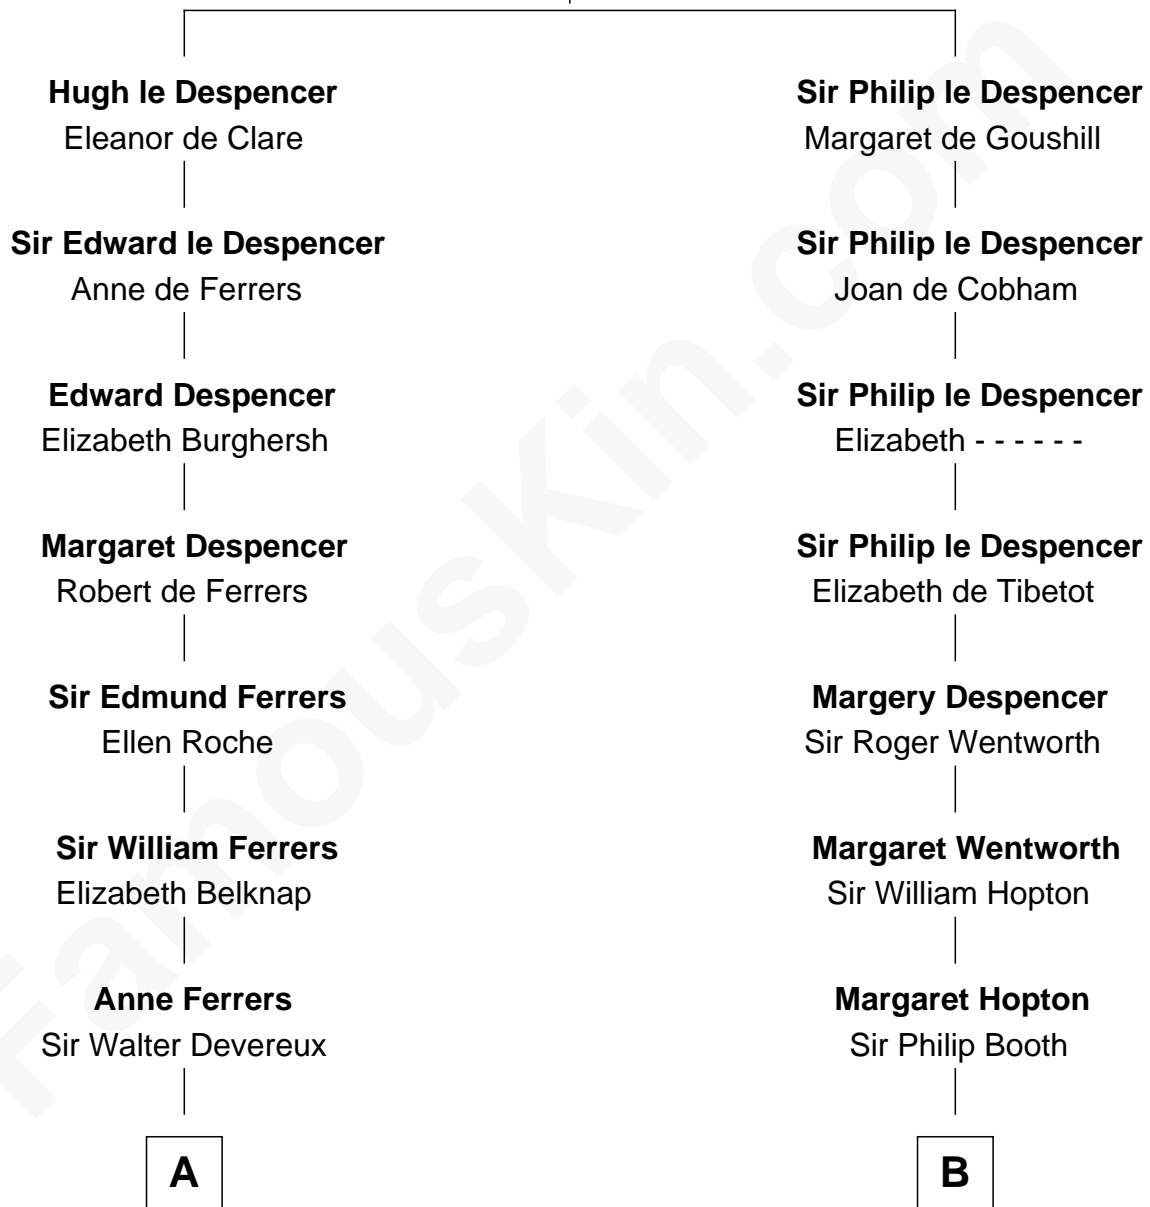 Hugh le Despencer
Eleanor de Clare
Sir Edward le Despencer
Anne de Ferrers
Edward Despencer
Elizabeth Burghersh
Margaret Despencer
Robert de Ferrers
Sir Edmund Ferrers
Ellen Roche
Sir William Ferrers
Elizabeth Belknap
Anne Ferrers
Sir Walter Devereux
A
Sir Philip le Despencer
Margaret de Goushill
Sir Philip le Despencer
Joan de Cobham
Sir Philip le Despencer
Elizabeth - - - - - -
Sir Philip le Despencer
Elizabeth de Tibetot
Margery Despencer
Sir Roger Wentworth
Margaret Wentworth
Sir William Hopton
Margaret Hopton
Sir Philip Booth
B
FamousKin.com